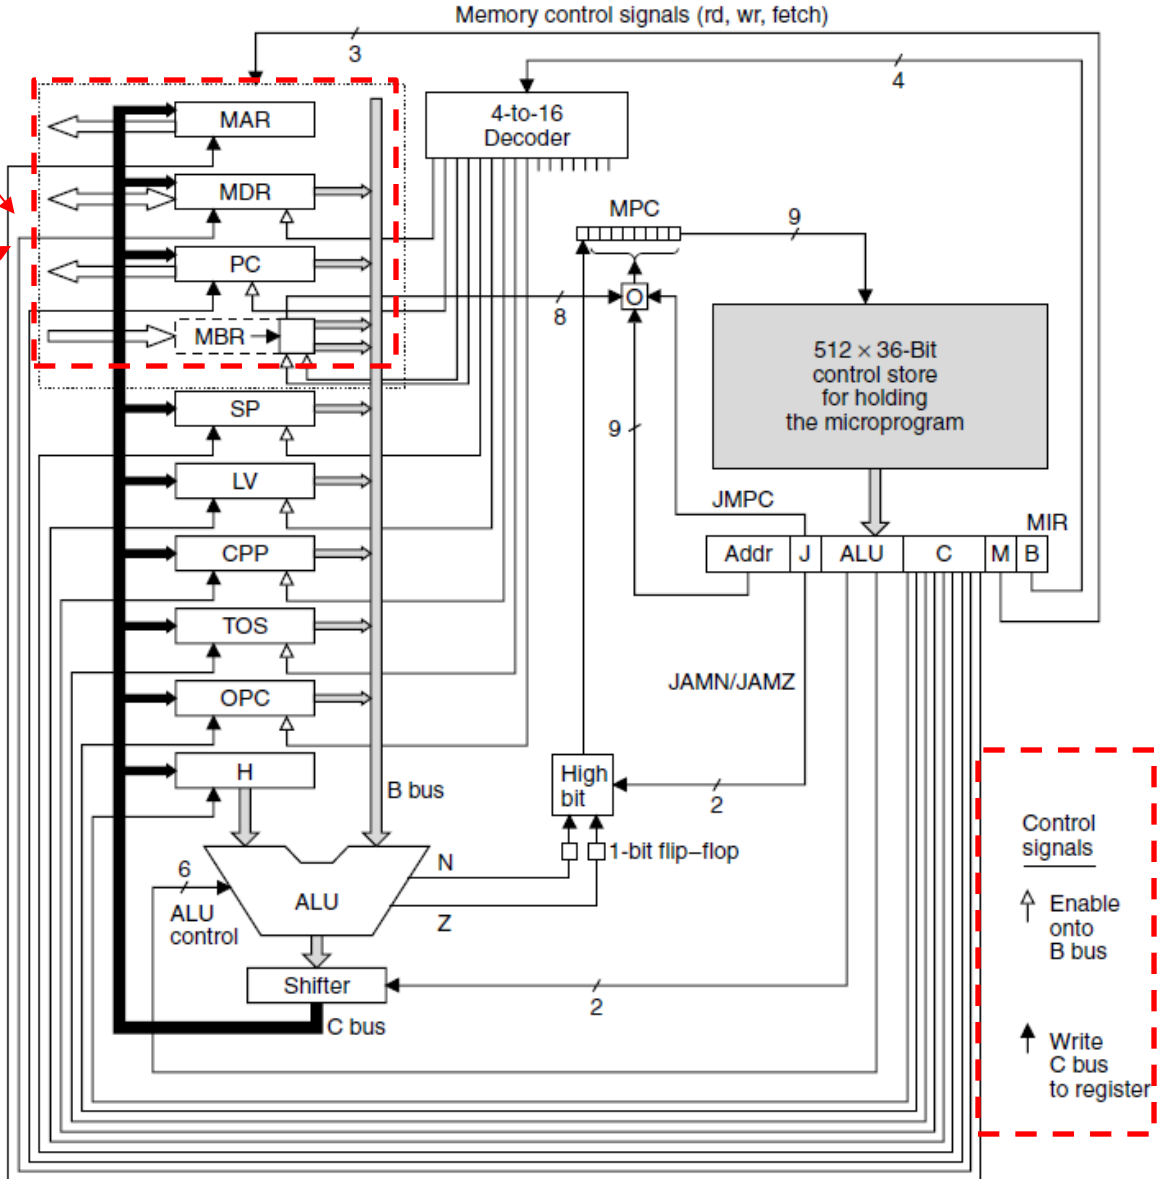 Memory control signals (rd, wr, fetch)
3
4
4-to-16
Decoder
MAR
MDR
PC
MBR
SP
LV
CPP
TOS
OPC
H
B bus
MPC
9
O
8
9
512 × 36-Bit
control store
for holding
the microprogram
JMPC
MIR
Addr
J
ALU
C
M
B
JAMN/JAMZ
High
bit
2
1-bit flip–flop
N
Z
6
ALU
control
ALU
Shifter
2
C bus
Control
signals
Enable
onto
B bus
Write
C bus
to register